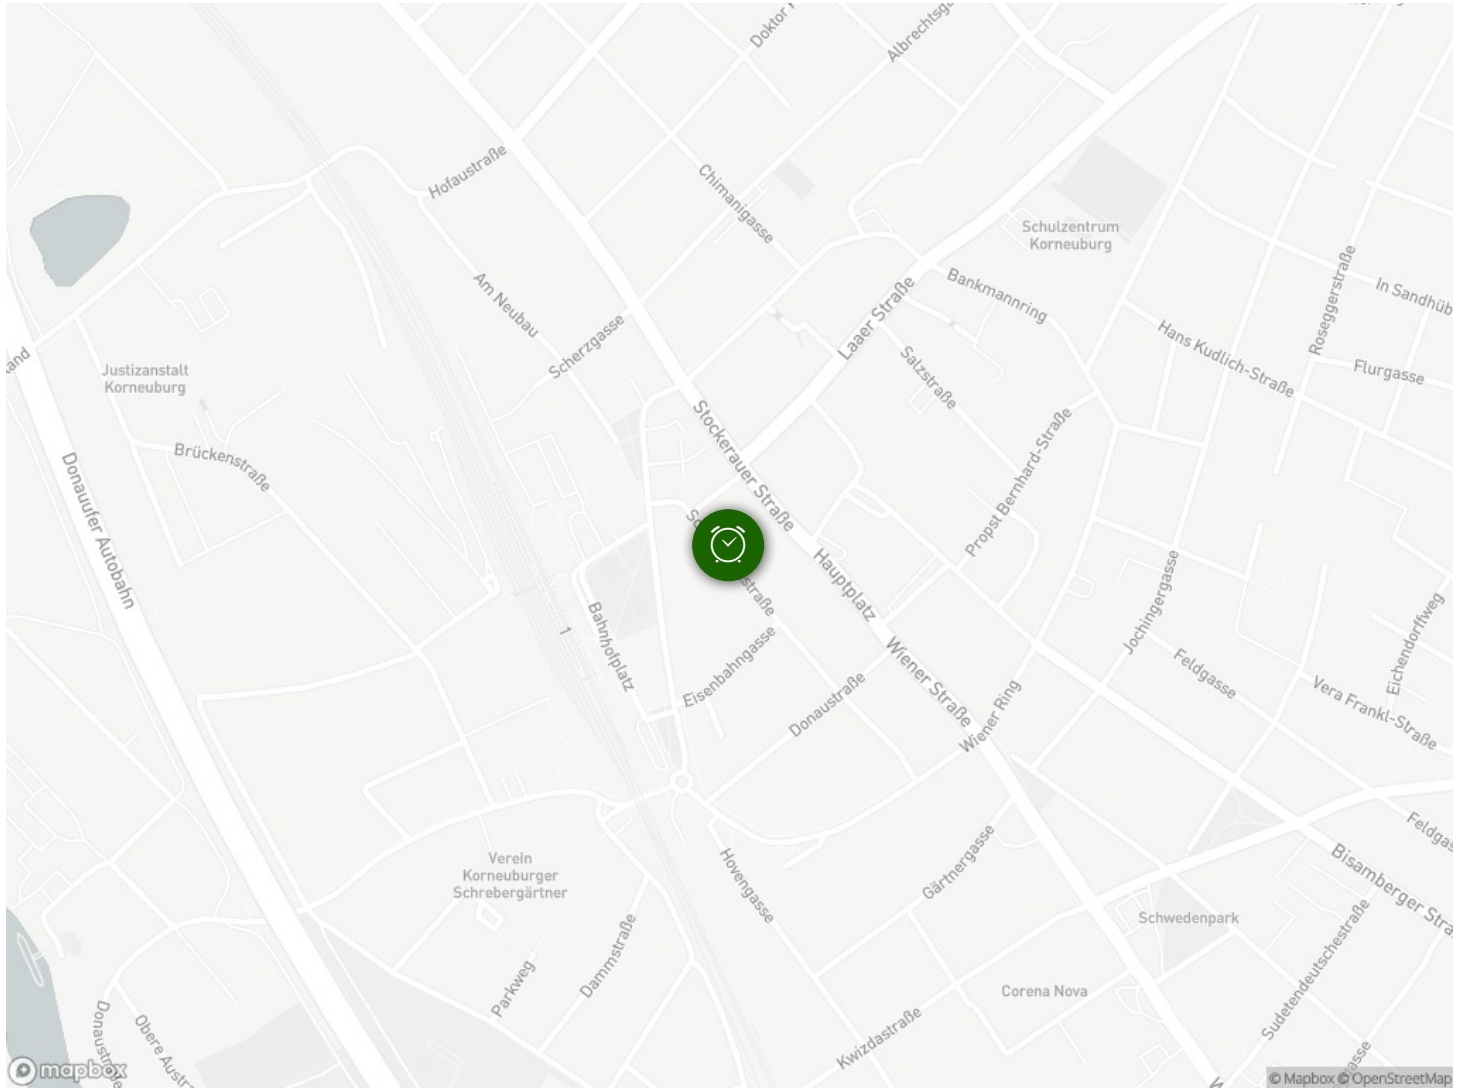 Doktor
Albrechtsga
Hofaustraße
Chimanigasse
Schulzentrum
Korneuburg
Bankmannring
Roseggerstraße
In Sandhüb
Am Neubau
Laaer Straße
Scherzgasse
Hans Kudlich-Straße
Flurgasse
Justizanstalt
Korneuburg
Salzstraße
Stockerauer Straße
Propst Bernhard-Straße
Brückenstraße
Donauufer Autobahn
straße
Hauptplatz
Jochingergasse
1
Bahnhofplatz
Eisenbahngasse
Wiener Straße
Donaustraße
Wiener Ring
Feldgasse
Eichendorffweg
Vera Frankl-Straße
Verein
Korneuburger
Schrebergärtner
Hovengasse
Gärtnergasse
Feldgas
Bisamberger Stra
Schwedenpark
Dammstraße
Parkweg
Corena Nova
Sudetendeutschestraße
Kwizdastraße
Obere Austr
mapbox
© Mapbox © OpenStreetMap